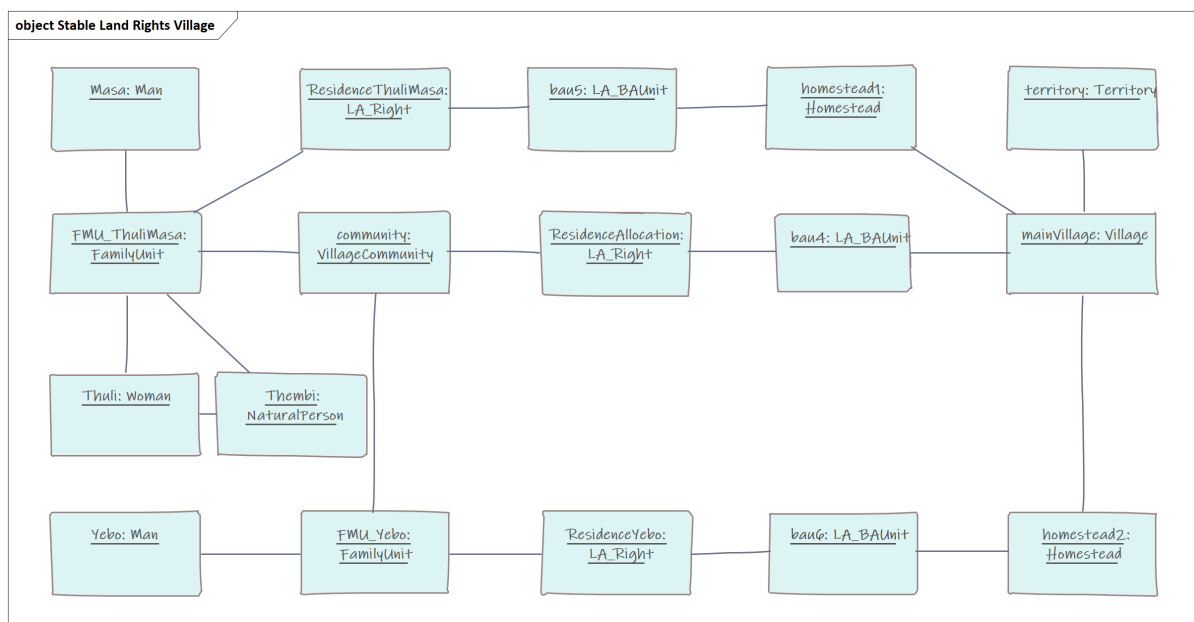 object Stable Land Rights Village
Masa: Man
ResidenceThuliMasa:
LA_Right
bau5: LA_BAUnit
homestead1:
Homestead
territory: Territory
FMU_ThuliMasa:
FamilyUnit
community:
VillageCommunity
ResidenceAllocation:
LA_Right
bau4: LA_BAUnit
mainVillage: Village
Thuli: Woman
Thembi:
NaturalPerson
Yebo: Man
FMU_Yebo:
FamilyUnit
ResidenceYebo:
LA_Right
bau6: LA_BAUnit
homestead2:
Homestead